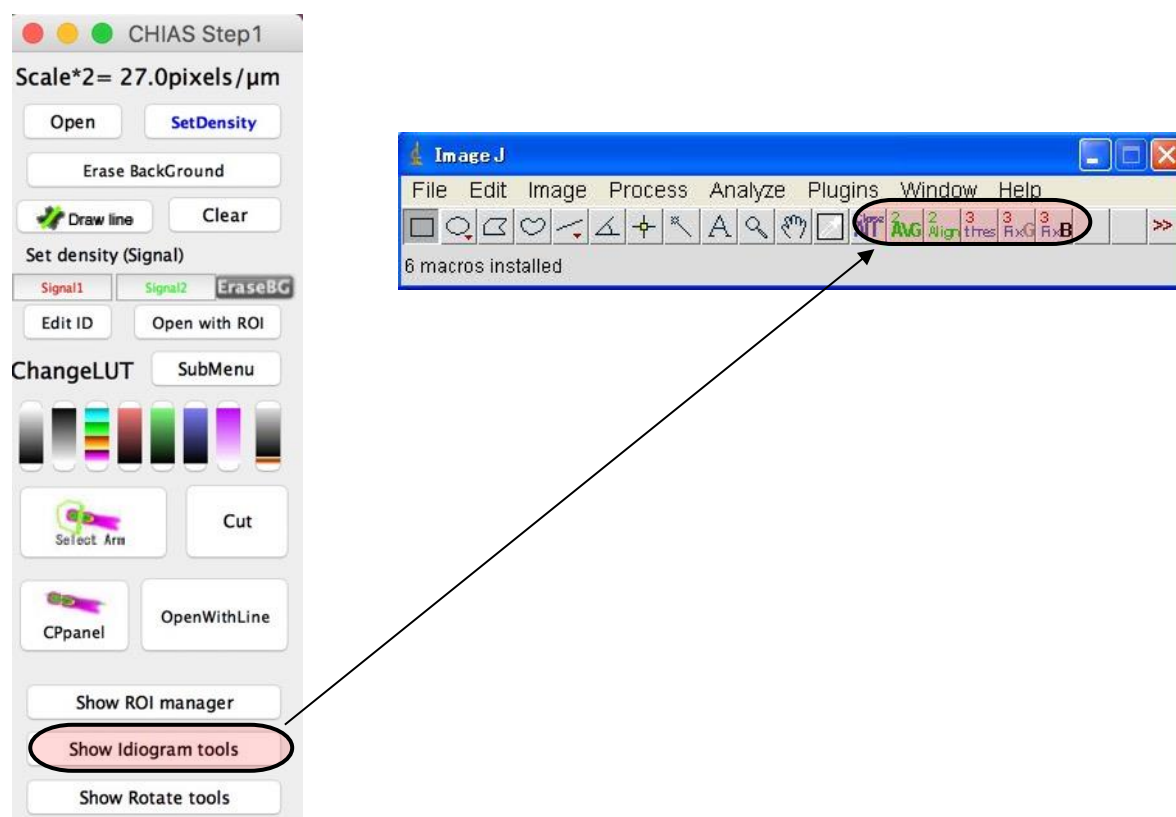 CHIAS Step1
Scale*2= 27.0pixels/µm
Open SetDensity
Erase BackGround
Draw line Clear
Set density (Signal)
Signal1 Signal2 EraseBG
Edit ID Open with ROI
ChangeLUT SubMenu
Select Arm Cut
CPpanel OpenWithLine
Show ROI manager
Show Idiogram tools
Show Rotate tools
ImageJ
File Edit Image Process Analyze Plugins Window Help
A 2 AVG 2 Align 3 thres 3 FixG 3 FixB >>
6 macros installed